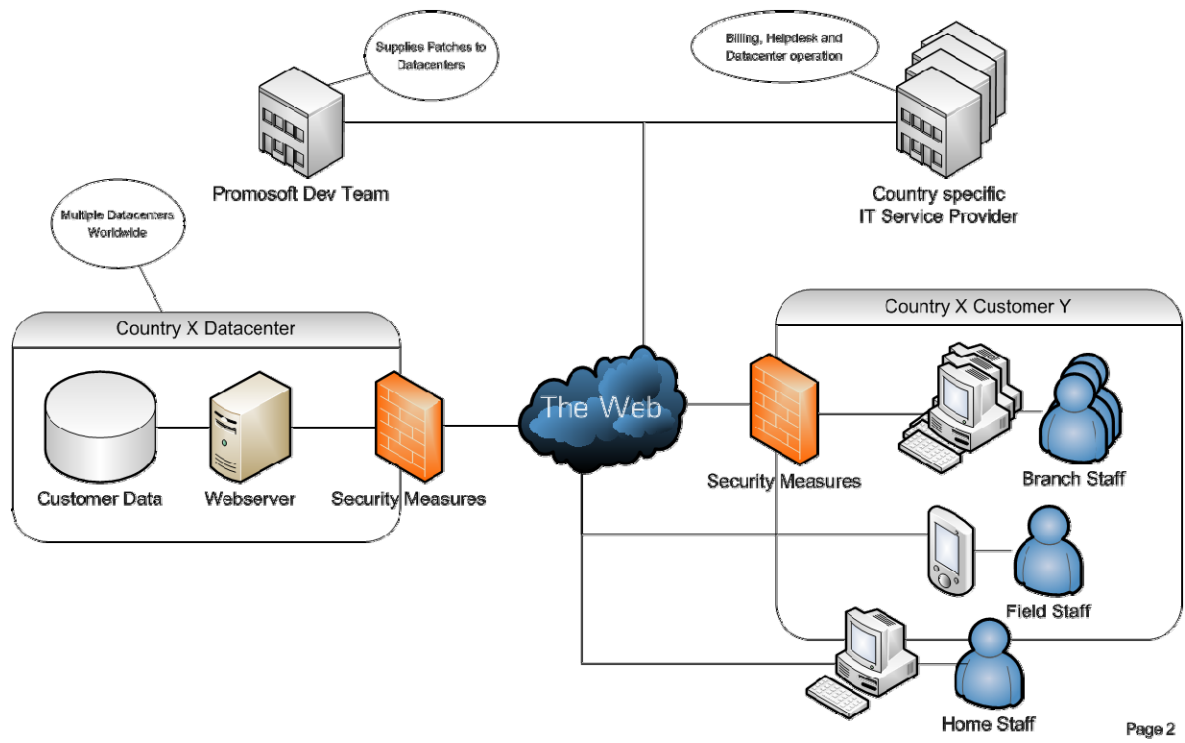 Supplies Patches to
Datacenters
Billing, Helpdesk and
Datacenter operation
Promosoft Dev Team
Country specific
IT Service Provider
Multiple Datacenters
Worldwide
Country X Datacenter
Country X Customer Y
The Web
Customer Data
Webserver
Security Measures
Security Measures
Branch Staff
Field Staff
Home Staff
Page 2